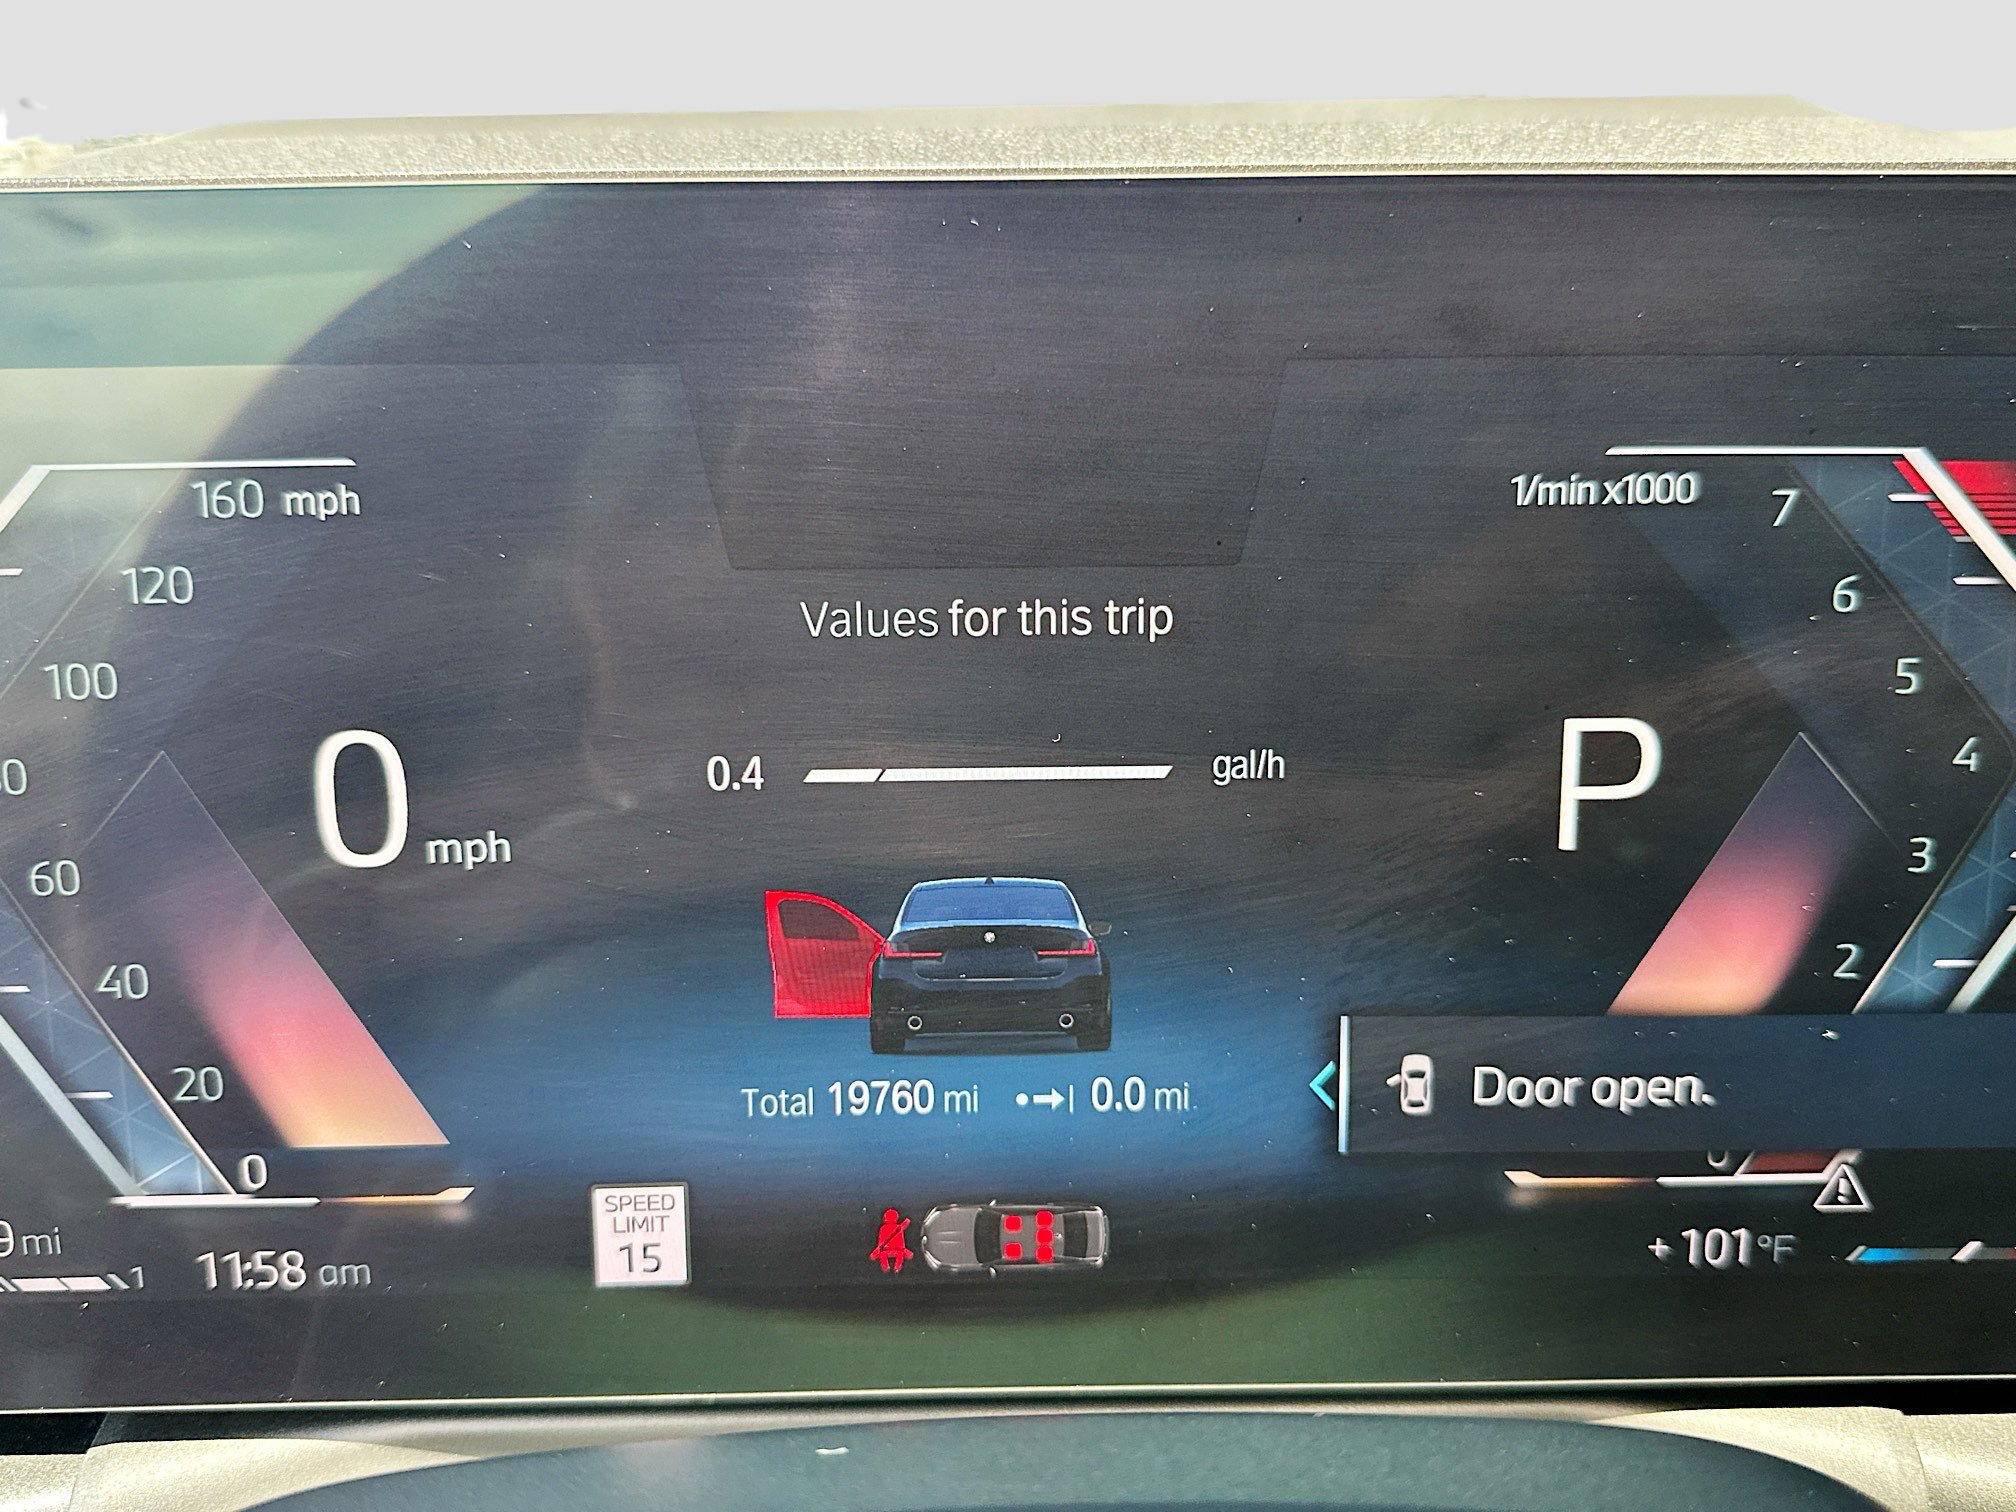 160 mph
120
100
60
40
20
0
0 mph
Values for this trip
0.4 gal/h
Total 19760 mi 0.0 mi
1/min x1000
7
6
5
4
3
2
P
Door open.
mi
1
11:58 am
SPEED
LIMIT
15
+101°F